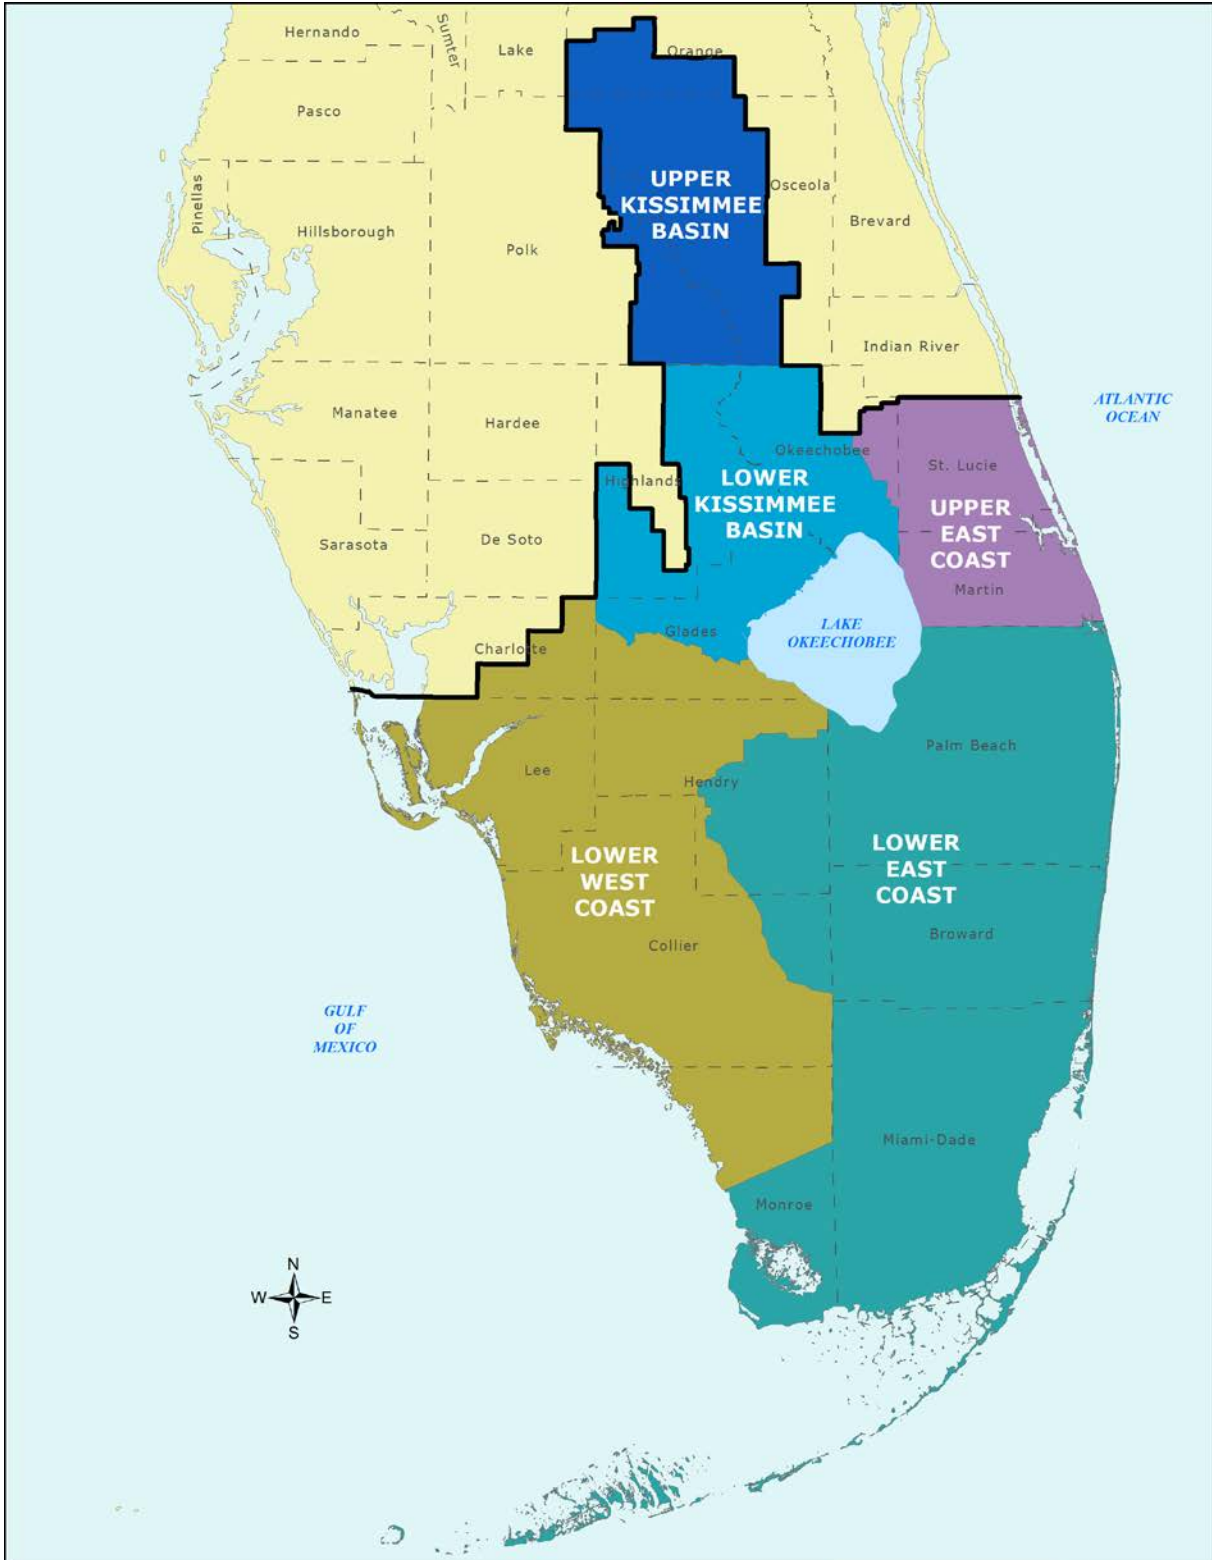 Hernando
Sumter
Lake
Orange
Pasco
Pinellas
Hillsborough
Polk
UPPER
KISSIMMEE
BASIN
Osceola
Brevard
Indian River
Manatee
Hardee
ATLANTIC
OCEAN
Okeechobee
St. Lucie
Highlands
LOWER
KISSIMMEE
BASIN
UPPER
EAST
COAST
Sarasota
De Soto
Martin
Glades
LAKE
OKEECHOBEE
Charlotte
Palm Beach
Lee
Hendry
LOWER
WEST
COAST
LOWER
EAST
COAST
Collier
Broward
GULF
OF
MEXICO
Miami-Dade
Monroe
N
W
E
S